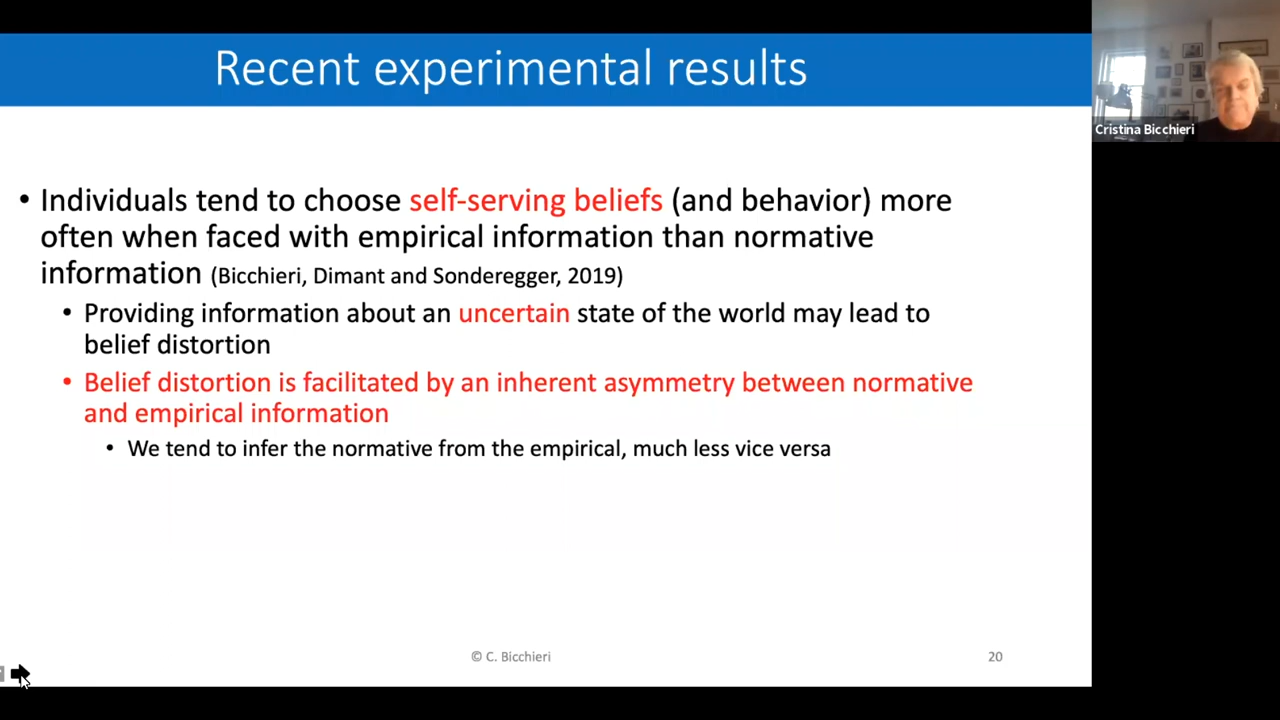 Recent experimental results
Cristina Bicchieri
• Individuals tend to choose self-serving beliefs (and behavior) more
often when faced with empirical information than normative
information (Bicchieri, Dimant and Sonderegger, 2019)
• Providing information about an uncertain state of the world may lead to
belief distortion
• Belief distortion is facilitated by an inherent asymmetry between normative
and empirical information
• We tend to infer the normative from the empirical, much less vice versa
© C. Bicchieri
20